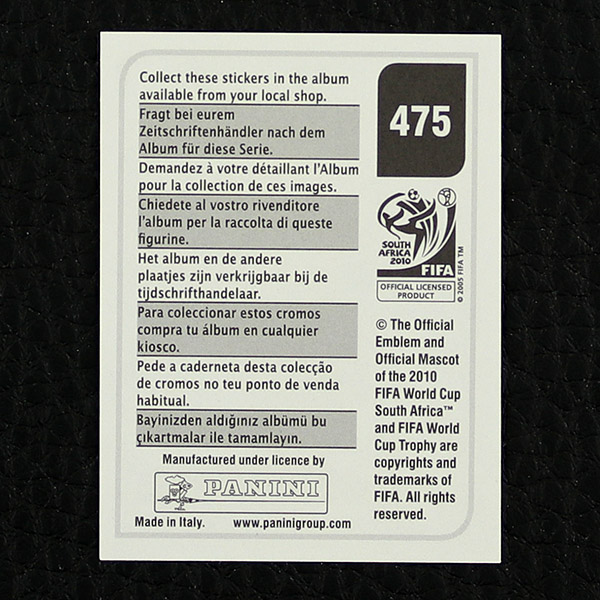 Collect these stickers in the album
available from your local shop.
Fragt bei eurem
Zeitschriftenhändler nach dem
Album für diese Serie.
Demandez à votre détaillant l'Album
pour la collection de ces images.
Chiedete al vostro rivenditore
l'album per la raccolta di queste
figurine.
Het album en de andere
plaatjes zijn verkrijgbaar bij de
tijdschrifthandelaar.
Para coleccionar estos cromos
compra tu álbum en cualquier
kiosco.
Pede a caderneta desta colecção
de cromos no teu ponto de venda
habitual.
Bayinizden aldığınız albümü bu
çıkartmalar ile tamamlayın.
Manufactured under licence by
PANINI
Made in Italy. www.paninigroup.com
475
SOUTH
AFRICA
2010
FIFA
© 2005 FIFA TM
OFFICIAL LICENSED
PRODUCT
© The Official
Emblem and
Official Mascot
of the 2010
FIFA World Cup
South Africa™
and FIFA World
Cup Trophy are
copyrights and
trademarks of
FIFA. All rights
reserved.